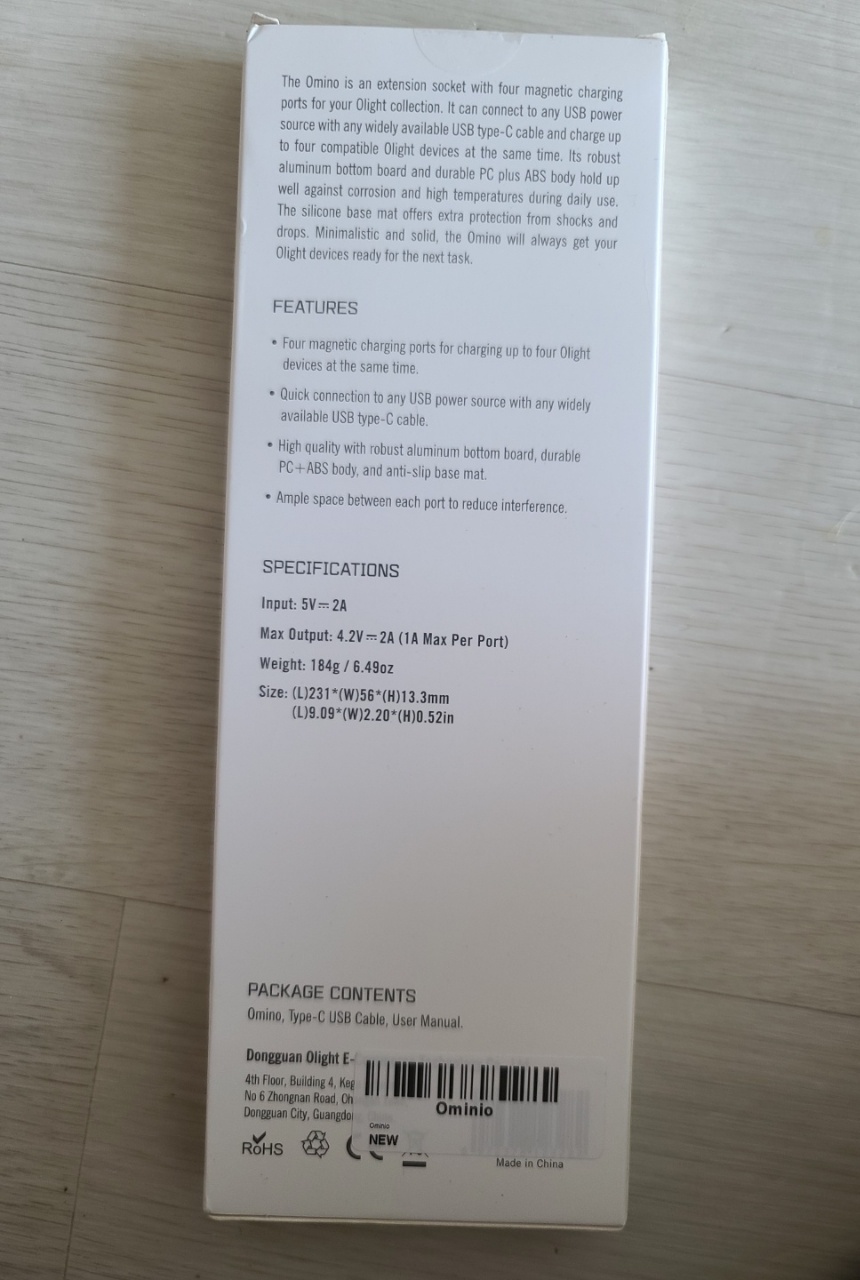 The Omino is an extension socket with four magnetic charging
ports for your Olight collection. It can connect to any USB power
source with any widely available USB type-C cable and charge up
to four compatible Olight devices at the same time. Its robust
aluminum bottom board and durable PC plus ABS body hold up
well against corrosion and high temperatures during daily use.
The silicone base mat offers extra protection from shocks and
drops. Minimalistic and solid, the Omino will always get your
Olight devices ready for the next task.
FEATURES
• Four magnetic charging ports for charging up to four Olight
devices at the same time.
• Quick connection to any USB power source with any widely
available USB type-C cable.
• High quality with robust aluminum bottom board, durable
PC+ABS body, and anti-slip base mat.
• Ample space between each port to reduce interference.
SPECIFICATIONS
Input: 5V⎓2A
Max Output: 4.2V⎓2A (1A Max Per Port)
Weight: 184g / 6.49oz
Size: (L)231*(W)56*(H)13.3mm
(L)9.09*(W)2.20*(H)0.52in
PACKAGE CONTENTS
Omino, Type-C USB Cable, User Manual.
Dongguan Olight E-
4th Floor, Building 4,
No 6 Zhongnan Road,
Dongguan City,
Ominio
Ominio
NEW
RoHS
Made in China